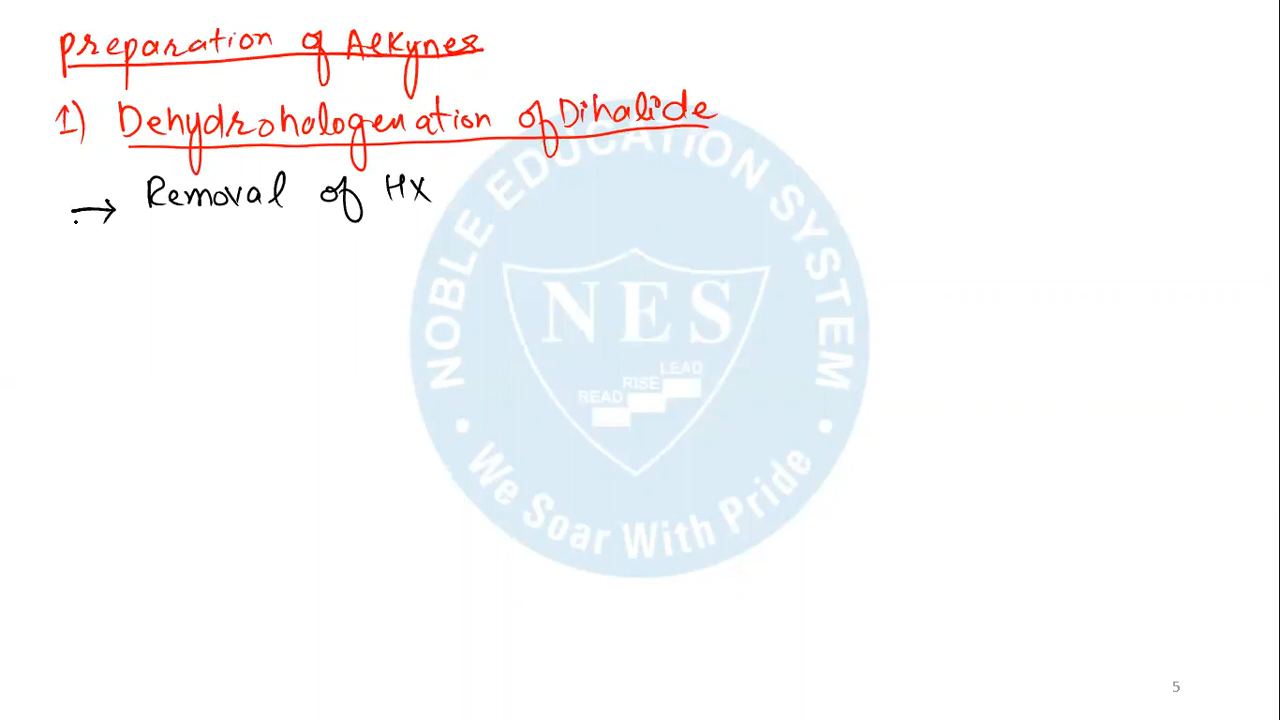 preparation of Alkynes
1) Dehydrohalogenation of Dihalide
→ Removal of HX
NOBLE EDUCATION SYSTEM
NES
LEAD
RISE
READ
• We Soar With Pride •
5